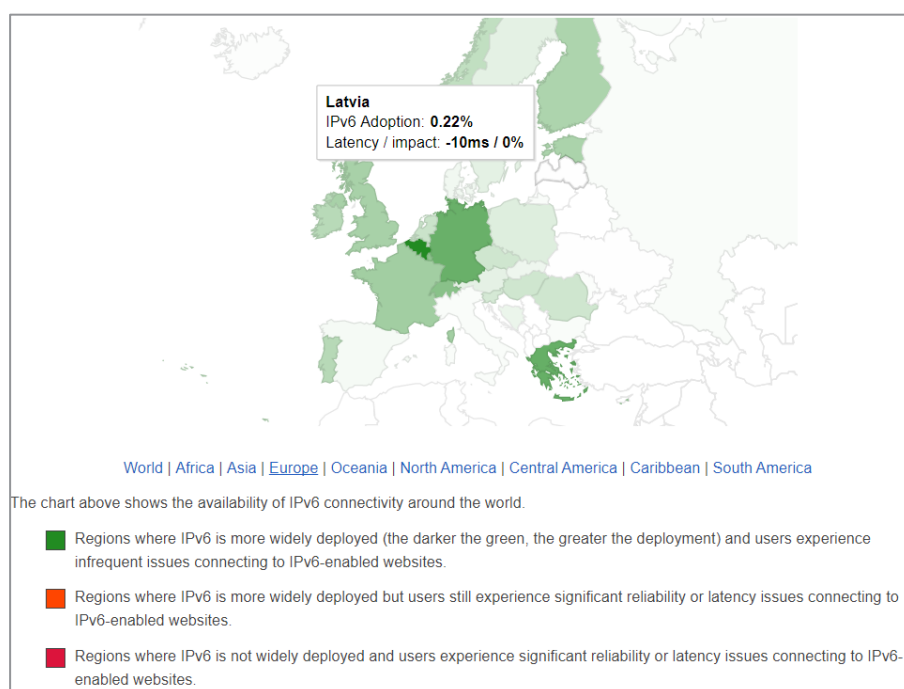 Latvia
IPv6 Adoption: 0.22%
Latency / impact: -10ms / 0%
World | Africa | Asia | Europe | Oceania | North America | Central America | Caribbean | South America
The chart above shows the availability of IPv6 connectivity around the world.
Regions where IPv6 is more widely deployed (the darker the green, the greater the deployment) and users experience
infrequent issues connecting to IPv6-enabled websites.
Regions where IPv6 is more widely deployed but users still experience significant reliability or latency issues connecting to
IPv6-enabled websites.
Regions where IPv6 is not widely deployed and users experience significant reliability or latency issues connecting to IPv6-
enabled websites.